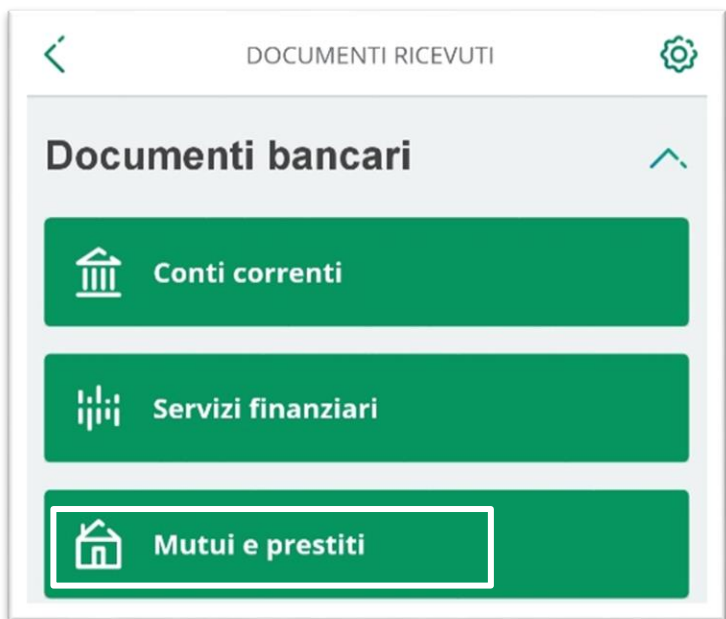 DOCUMENTI RICEVUTI
Documenti bancari
Conti correnti
Servizi finanziari
Mutui e prestiti